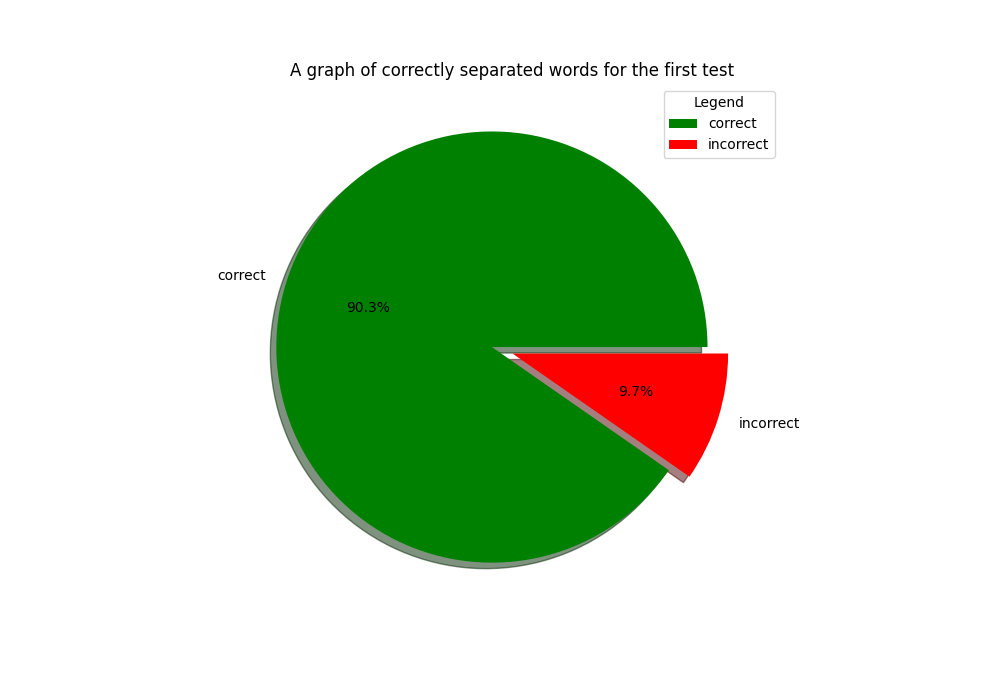 A graph of correctly separated words for the first test
Legend
correct
incorrect
correct
90.3%
9.7%
incorrect